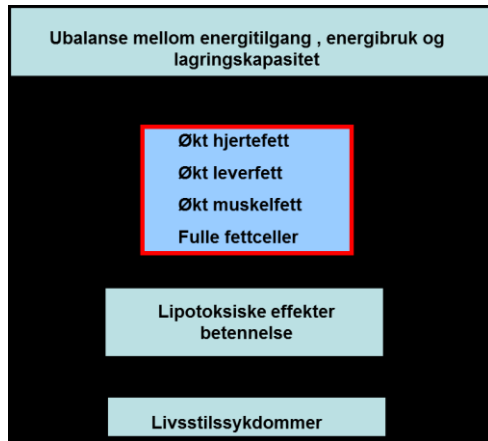 Ubalanse mellom energitilgang , energibruk og
lagringskapasitet
Økt hjertefett
Økt leverfett
Økt muskelfett
Fulle fettceller
Lipotoksiske effekter
betennelse
Livsstilssykdommer